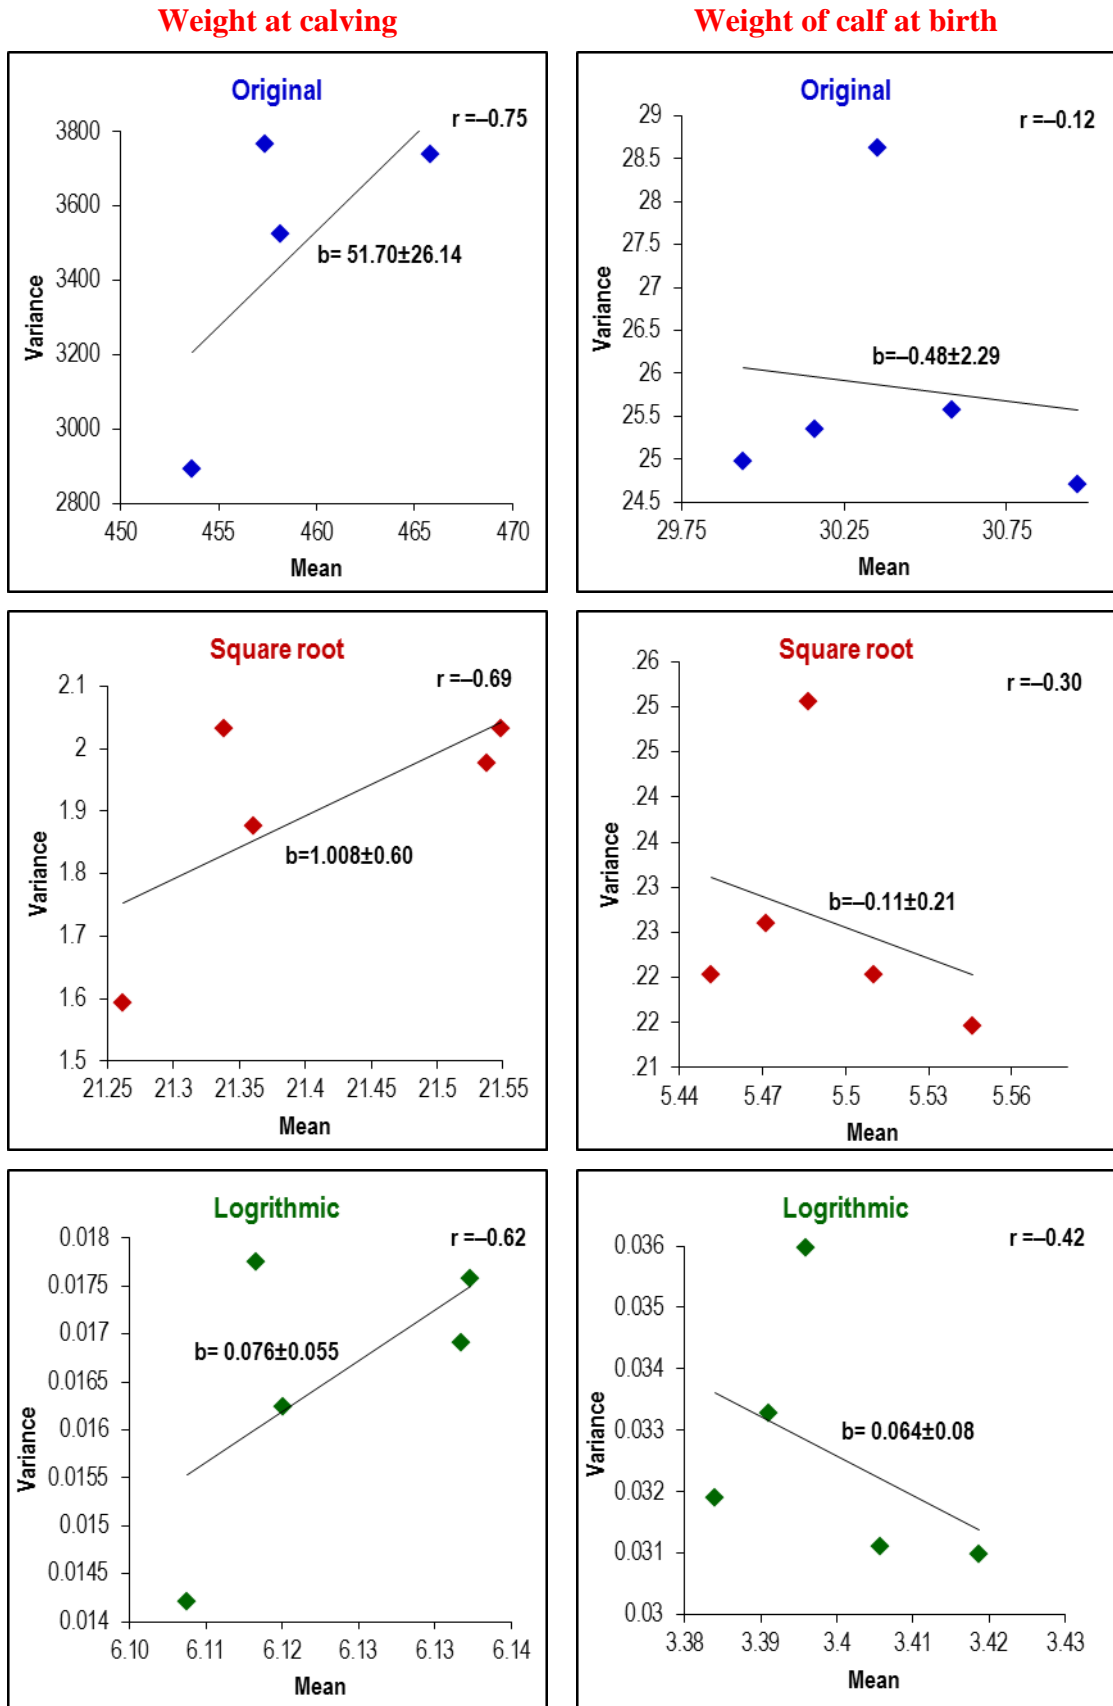 Weight at calving
Weight of calf at birth
Original
r =–0.75
3800
3600
3400
3200
3000
2800
Variance
b= 51.70±26.14
450
455
460
465
470
Mean
Original
r =–0.12
29
28.5
28
27.5
27
26.5
26
25.5
25
24.5
Variance
b=–0.48±2.29
29.75
30.25
30.75
Mean
Square root
r =–0.69
2.1
2
1.9
1.8
1.7
1.6
1.5
Variance
b=1.008±0.60
21.25
21.3
21.35
21.4
21.45
21.5
21.55
Mean
Square root
r =–0.30
.26
.25
.25
.24
.24
.23
.23
.22
.22
.21
Variance
b=–0.11±0.21
5.44
5.47
5.5
5.53
5.56
Mean
Logrithmic
r =–0.62
0.018
0.0175
0.017
0.0165
0.016
0.0155
0.015
0.0145
0.014
Variance
b= 0.076±0.055
6.10
6.11
6.12
6.13
6.13
6.14
Mean
Logrithmic
r =–0.42
0.036
0.035
0.034
0.033
0.032
0.031
0.03
Variance
b= 0.064±0.08
3.38
3.39
3.4
3.41
3.42
3.43
Mean